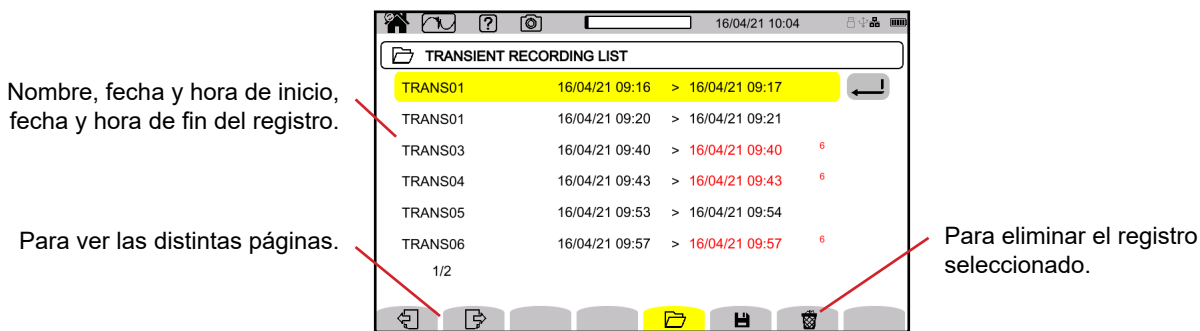 ?
16/04/21 10:04
TRANSIENT RECORDING LIST
Nombre, fecha y hora de inicio,
fecha y hora de fin del registro.
TRANS01 16/04/21 09:16 > 16/04/21 09:17
TRANS01 16/04/21 09:20 > 16/04/21 09:21
TRANS03 16/04/21 09:40 > 16/04/21 09:40 6
TRANS04 16/04/21 09:43 > 16/04/21 09:43 6
TRANS05 16/04/21 09:53 > 16/04/21 09:54
TRANS06 16/04/21 09:57 > 16/04/21 09:57 6
1/2
Para ver las distintas páginas.
Para eliminar el registro
seleccionado.